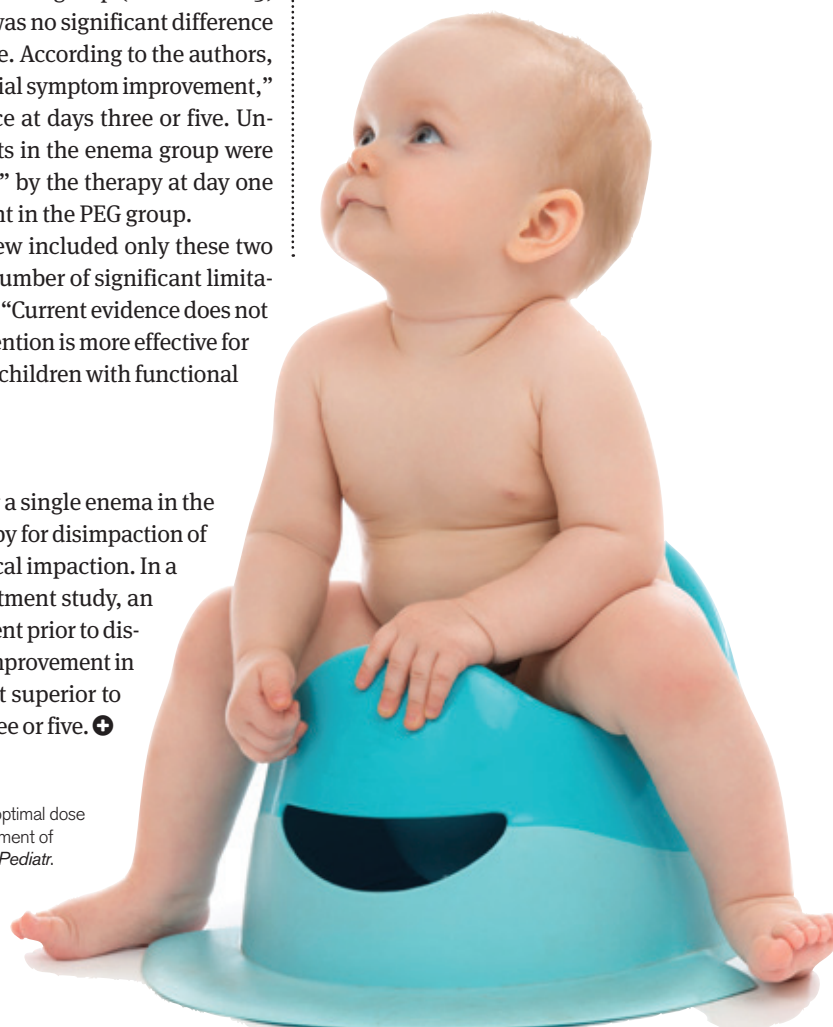 was no significant difference
e. According to the authors,
ial symptom improvement,”
ce at days three or five. Un-
ts in the enema group were
” by the therapy at day one
nt in the PEG group.
ew included only these two
umber of significant limita-
“Current evidence does not
ention is more effective for
children with functional
a single enema in the
py for disimpaction of
cal impaction. In a
tment study, an
ent prior to dis-
mprovement in
t superior to
ee or five.
optimal dose
ment of
Pediatr.